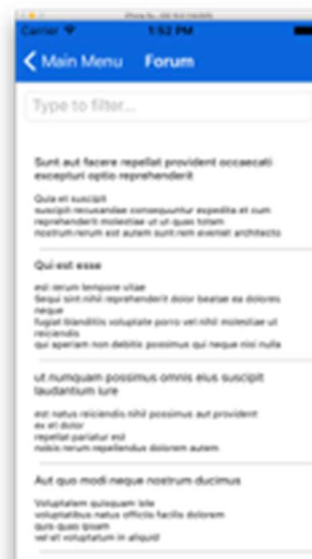 Carrier 1:52 PM
Main Menu Forum
Type to filter...
Sunt aut facere repellat provident occaecati
excepturi optio reprehenderit
Quia et suscipit
suscipit recusandae consequuntur expedita et cum
reprehenderit molestiae ut ut quas totam
nostrum rerum est autem sunt rem eveniet architecto
Qui est esse
est rerum tempore vitae
Sequi sint nihil reprehenderit dolor beatae ea dolores
neque
fugiat blanditiis voluptate porro vel nihil molestiae ut
reiciendis
qui aperiam non debitis possimus qui neque nisi nulla
ut numquam possimus omnis eius suscipit
laudantium iure
est natus reiciendis nihil possimus aut provident
ex et dolor
repellat pariatur est
nobis rerum repellendus dolorem autem
Aut quo modi neque nostrum ducimus
Voluptatem quisquam iste
voluptatibus natus officiis facilis dolorem
quis quas ipsam
vel et voluptatum in aliquid